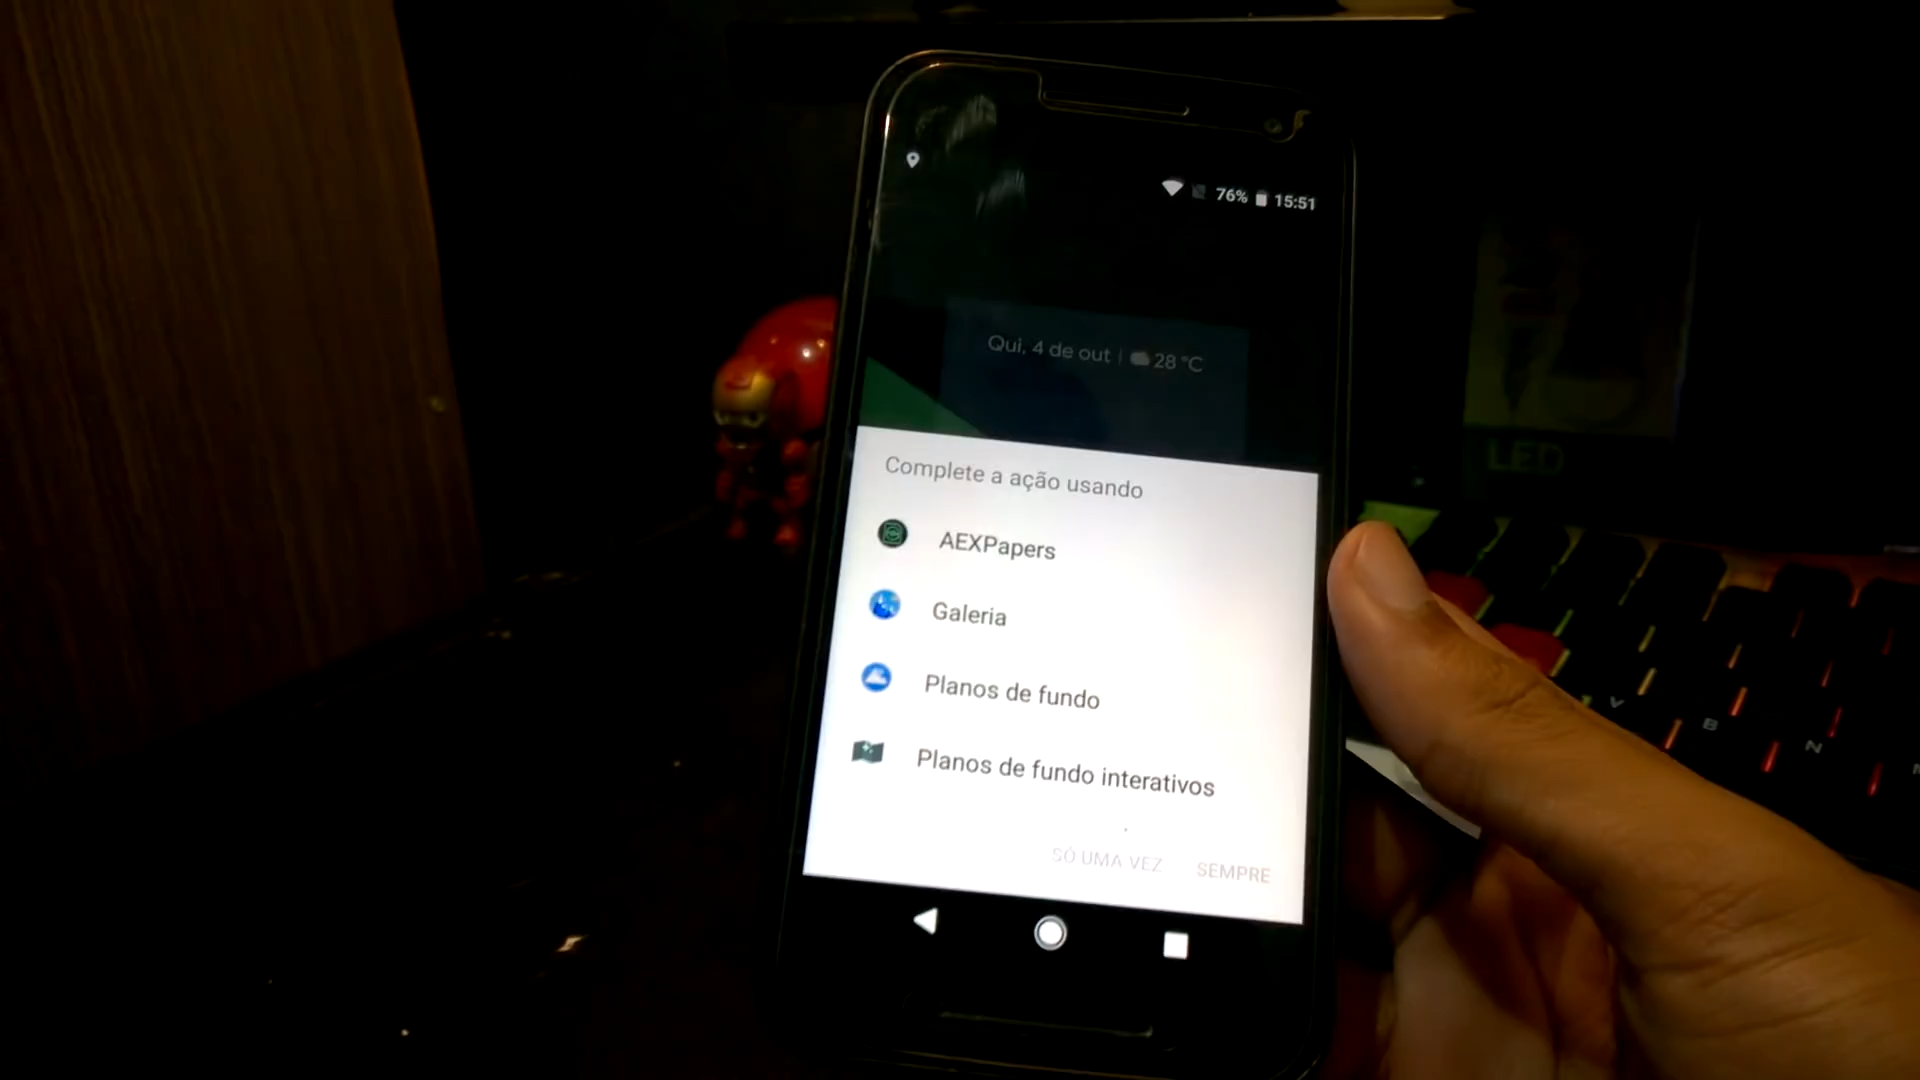 76% 15:51
Qui, 4 de out | 28 °C
Complete a ação usando
AEXPapers
Galeria
Planos de fundo
Planos de fundo interativos
SÓ UMA VEZ SEMPRE
LED
V
B
N